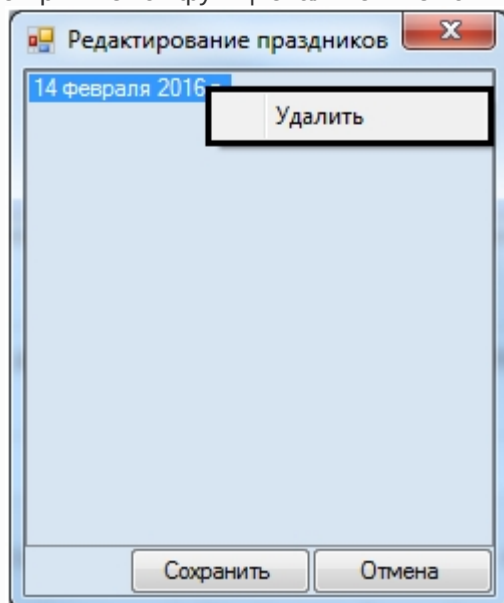 Редактирование праздников
14 февраля 2016
Удалить
Сохранить
Отмена